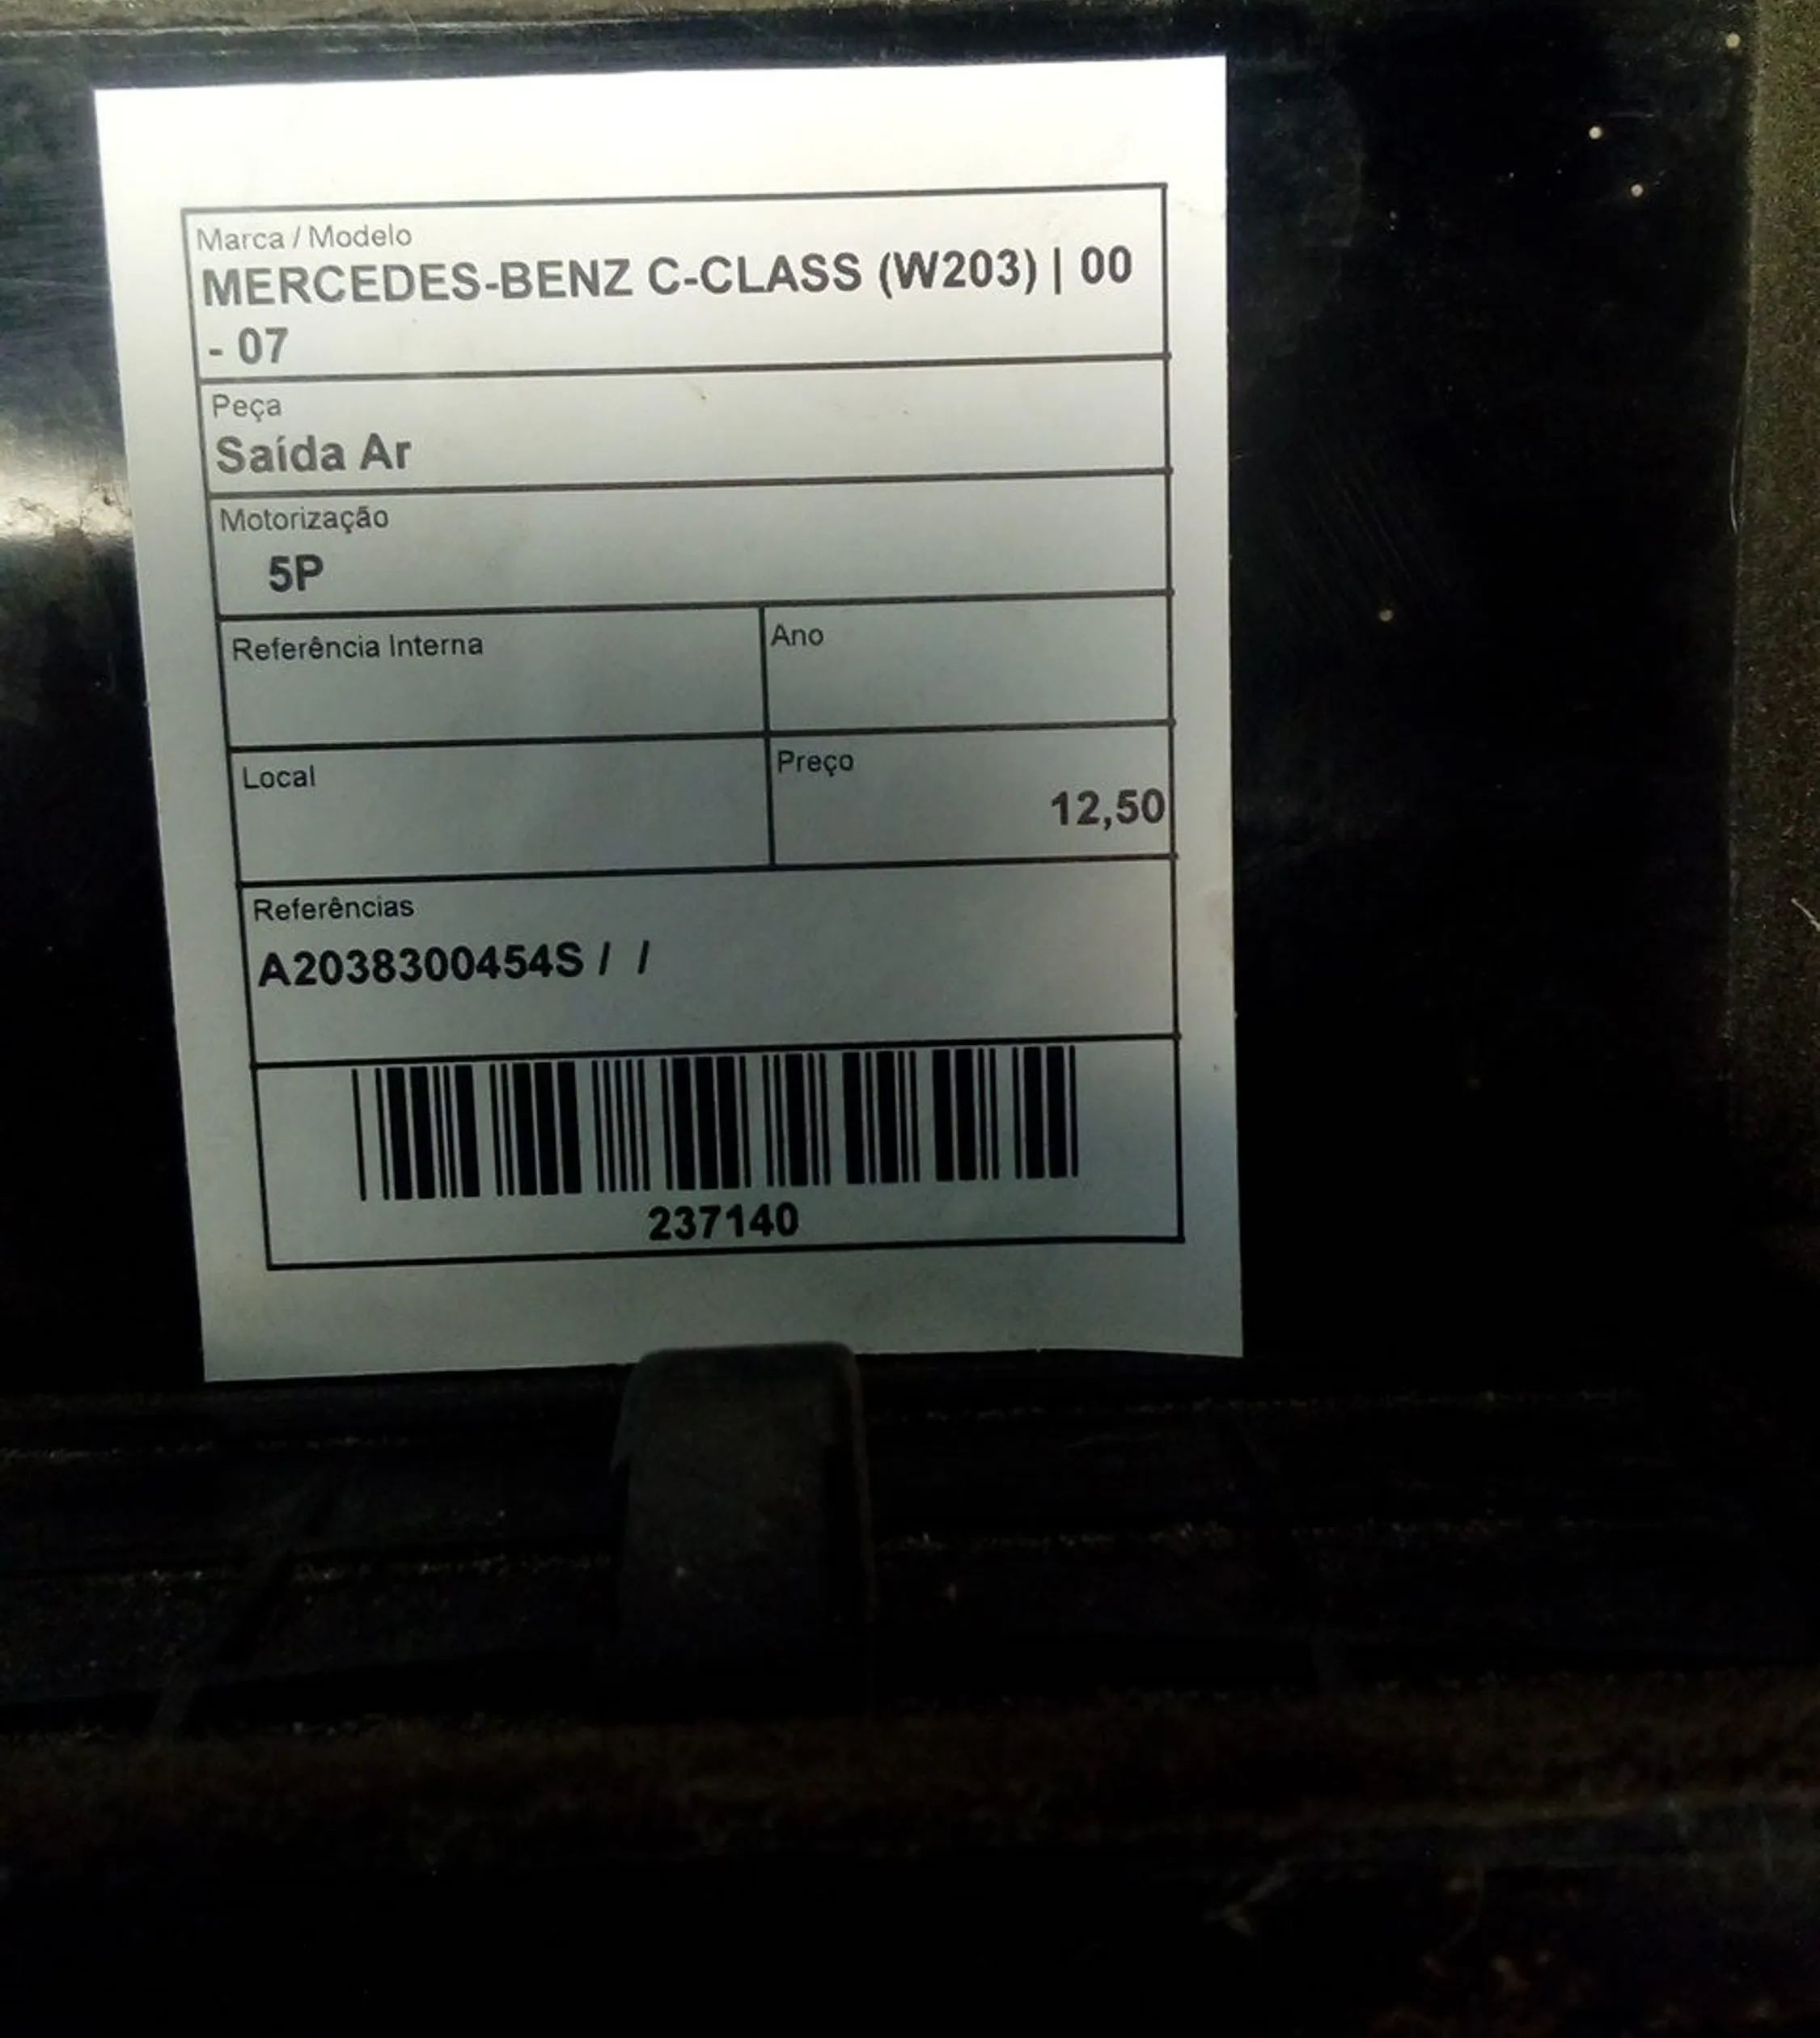 Marca / Modelo
MERCEDES-BENZ C-CLASS (W203) | 00
- 07
Peça
Saída Ar
Motorização
5P
Referência Interna
Ano
Local
Preço
12,50
Referências
A2038300454S / /
237140